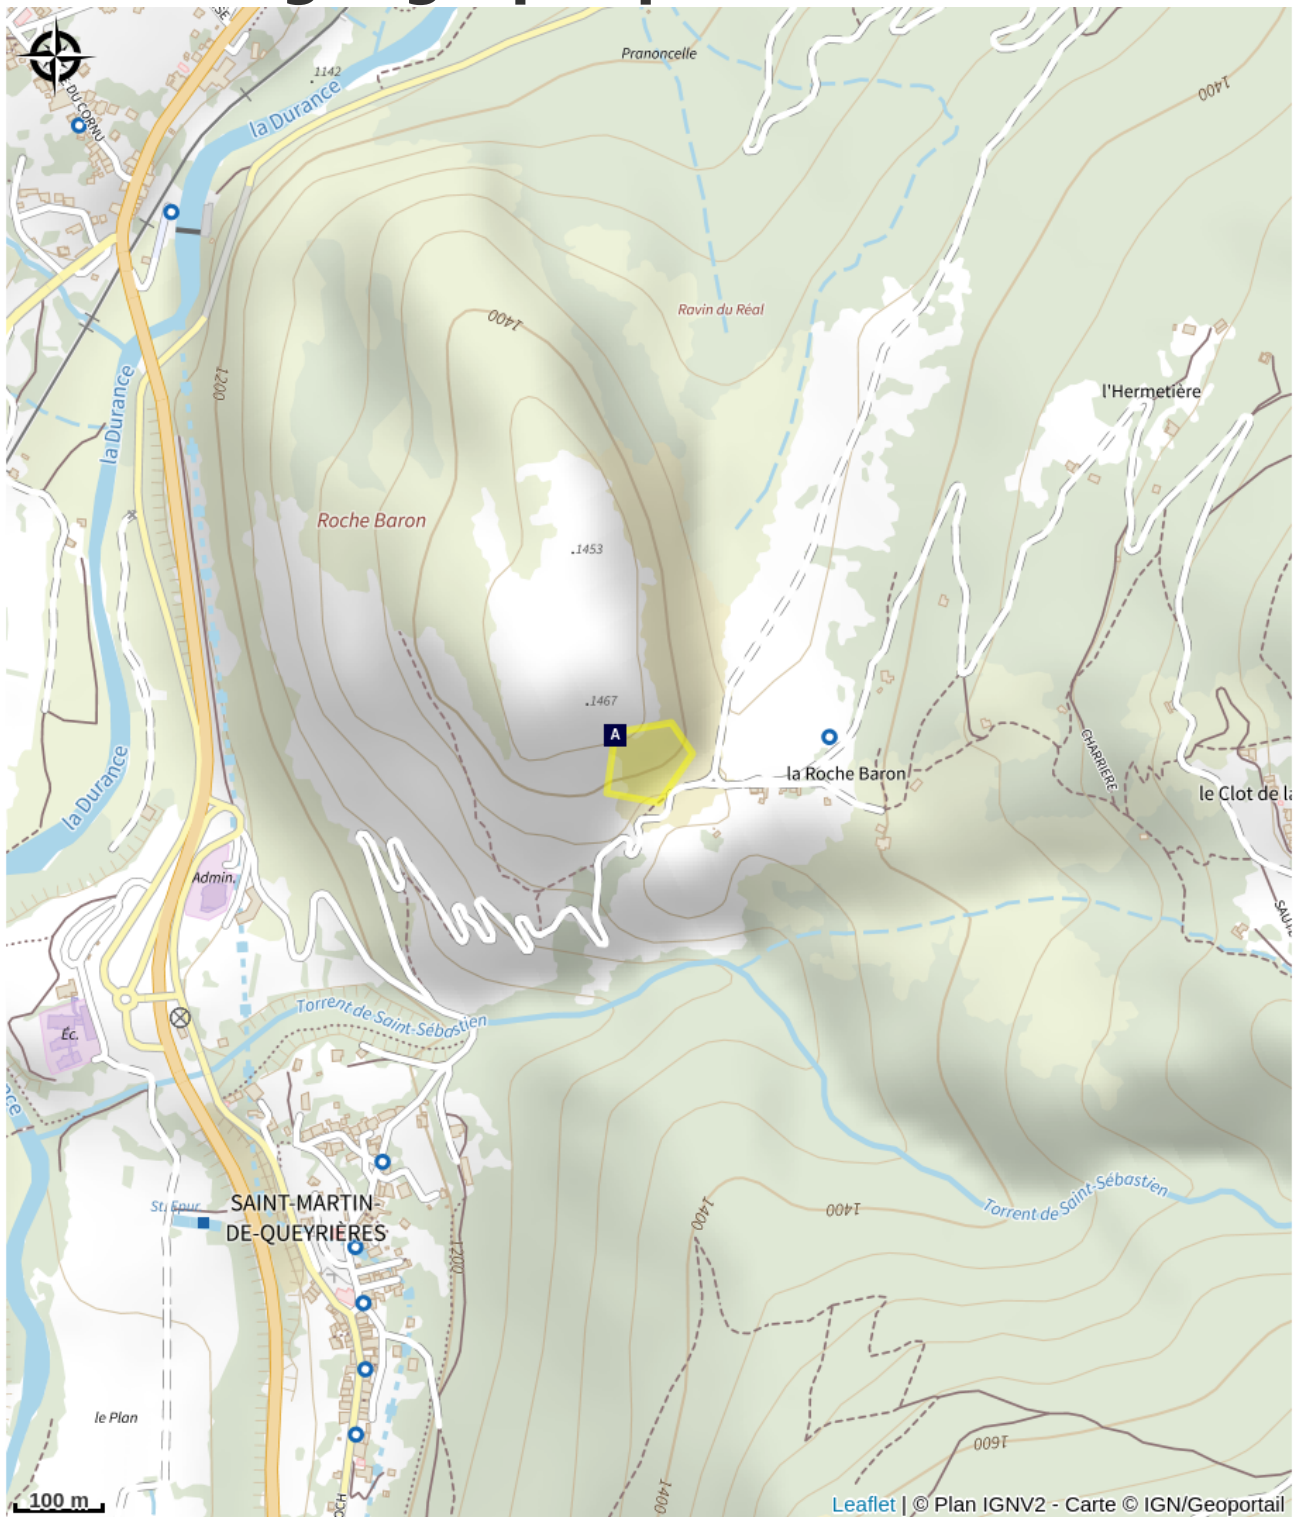 Pranoncelle
1142
la Durance
DU CORNU
1400
Ravin du Réal
1400
1200
l'Hermetière
la Durance
Roche Baron
1453
1467
A
CHARRIERE
la Roche Baron
le Clot de la
la Durance
Admin.
SAUTE
Torrent de Saint-Sébastien
Éc.
Torrent de Saint-Sébastien
St. Epur
SAINT-MARTIN-
DE-QUEYRIÈRES
1400
1400
1200
le Plan
1600
1400
100 m
Leaflet | © Plan IGNV2 - Carte © IGN/Geoportail